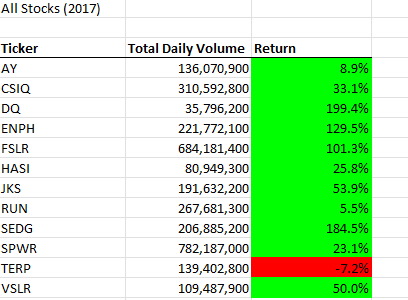 All Stocks (2017)
Ticker Total Daily Volume Return
AY 136,070,900 8.9%
CSIQ 310,592,800 33.1%
DQ 35,796,200 199.4%
ENPH 221,772,100 129.5%
FSLR 684,181,400 101.3%
HASI 80,949,300 25.8%
JKS 191,632,200 53.9%
RUN 267,681,300 5.5%
SEDG 206,885,200 184.5%
SPWR 782,187,000 23.1%
TERP 139,402,800 -7.2%
VSLR 109,487,900 50.0%